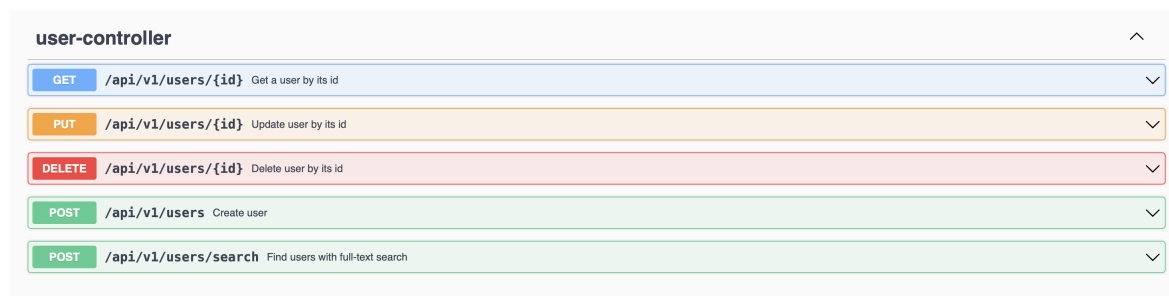 user-controller
GET /api/v1/users/{id} Get a user by its id
PUT /api/v1/users/{id} Update user by its id
DELETE /api/v1/users/{id} Delete user by its id
POST /api/v1/users Create user
POST /api/v1/users/search Find users with full-text search